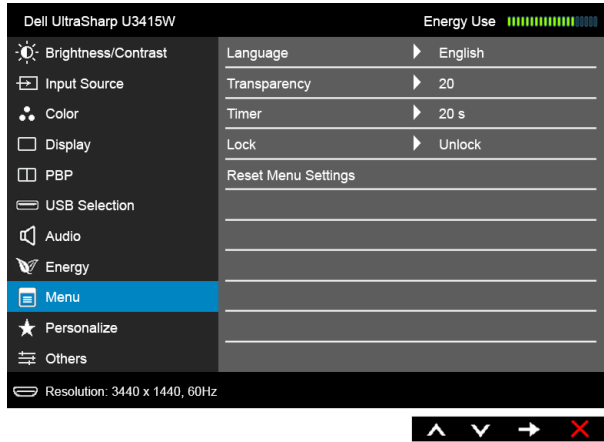 Dell UltraSharp U3415W
Energy Use
Brightness/Contrast
Language
English
Input Source
Transparency
20
Color
Timer
20 s
Display
Lock
Unlock
PBP
Reset Menu Settings
USB Selection
Audio
Energy
Menu
Personalize
Others
Resolution: 3440 x 1440, 60Hz